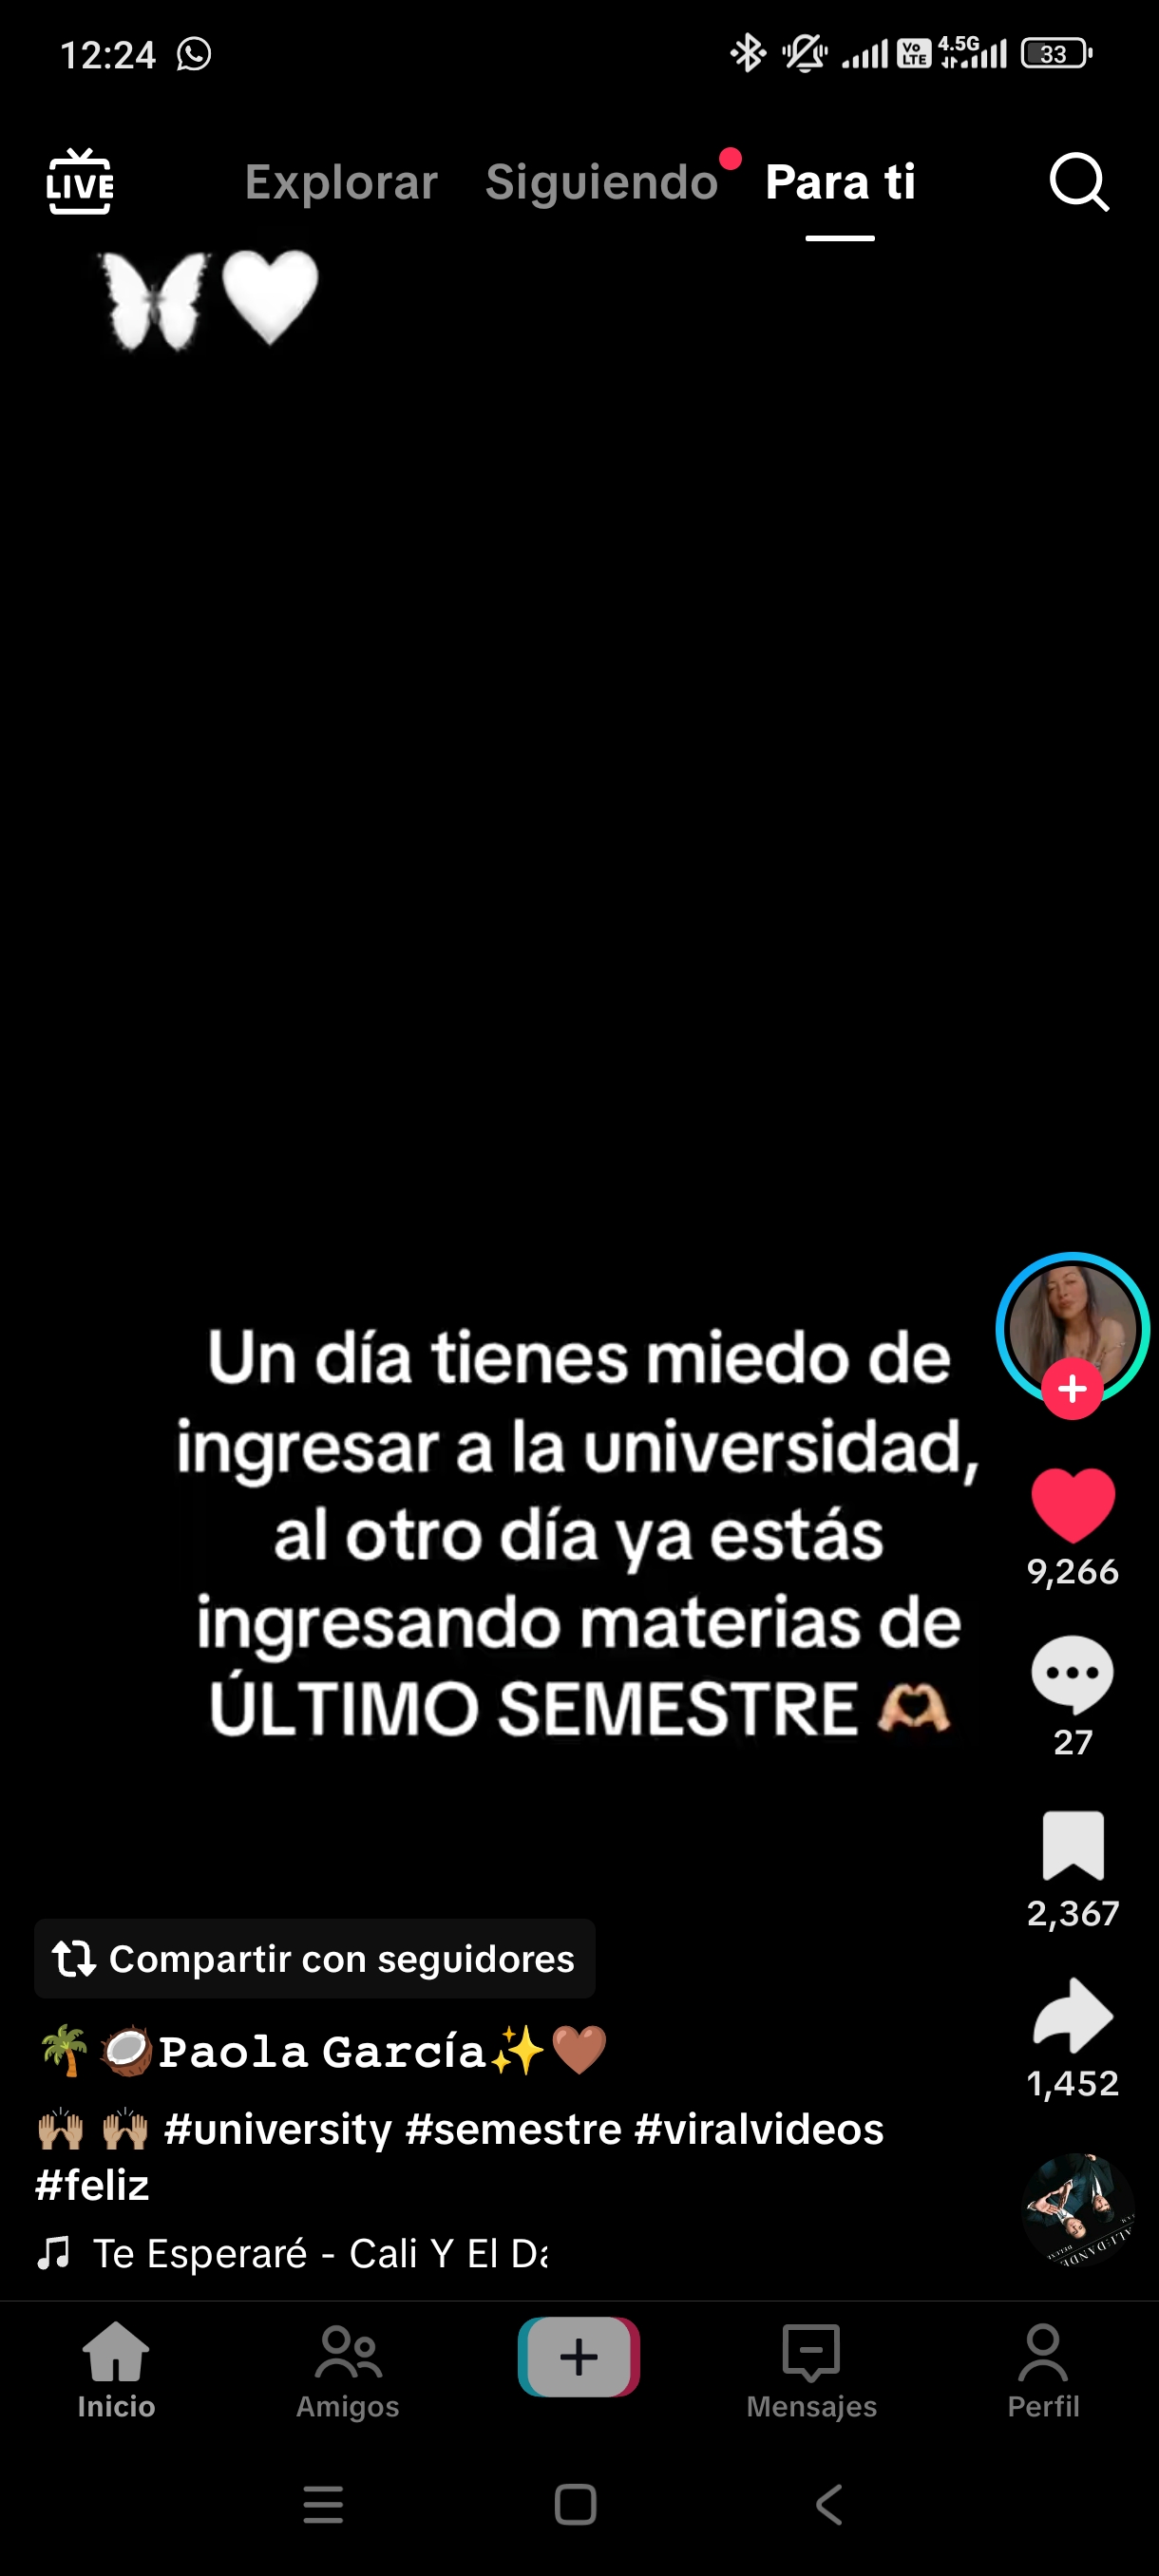 12:24
Vo LTE 4.5G 33
LIVE Explorar Siguiendo Para ti
Un día tienes miedo de
ingresar a la universidad,
al otro día ya estás
ingresando materias de
ÚLTIMO SEMESTRE 🫶🏼
9,266
27
2,367
1,452
Compartir con seguidores
🌴🥥Paola García✨🤎
🙌🏼 🙌🏼 #university #semestre #viralvideos
#feliz
Te Esperaré - Cali Y El
Inicio Amigos Mensajes Perfil